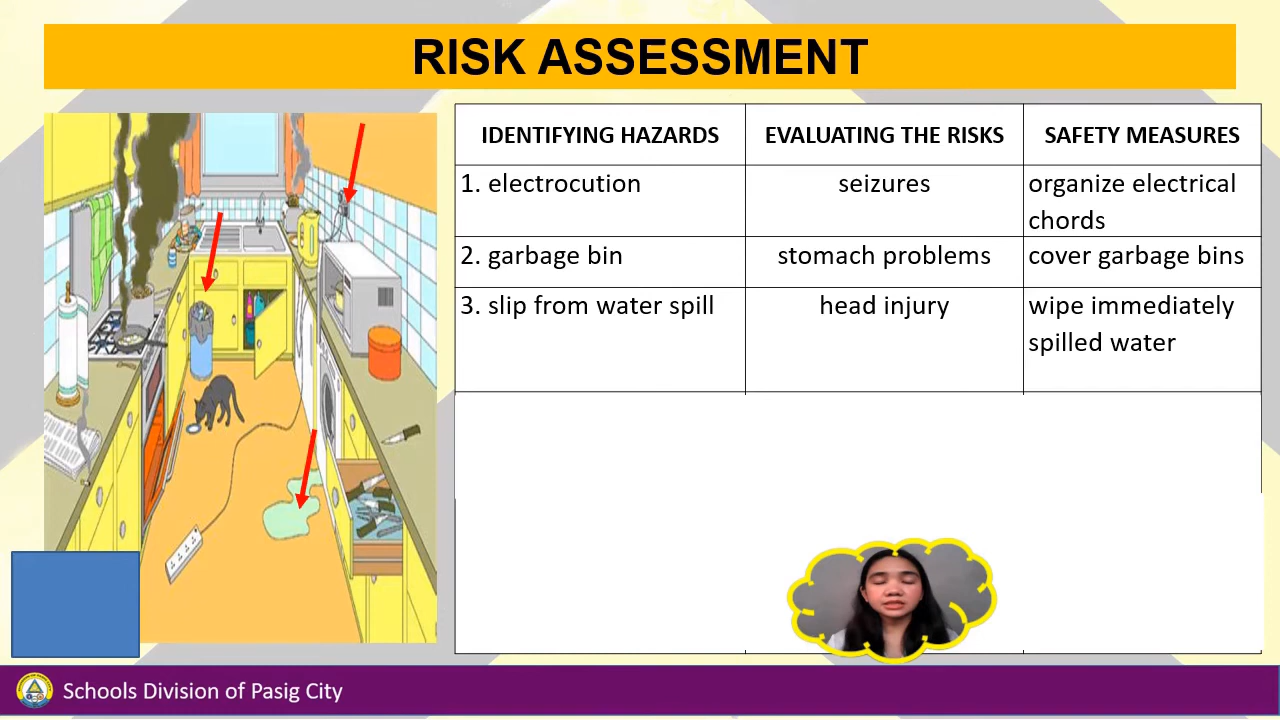 RISK ASSESSMENT
IDENTIFYING HAZARDS
EVALUATING THE RISKS
SAFETY MEASURES
1. electrocution
seizures
organize electrical
chords
2. garbage bin
stomach problems
cover garbage bins
3. slip from water spill
head injury
wipe immediately
spilled water
Schools Division of Pasig City